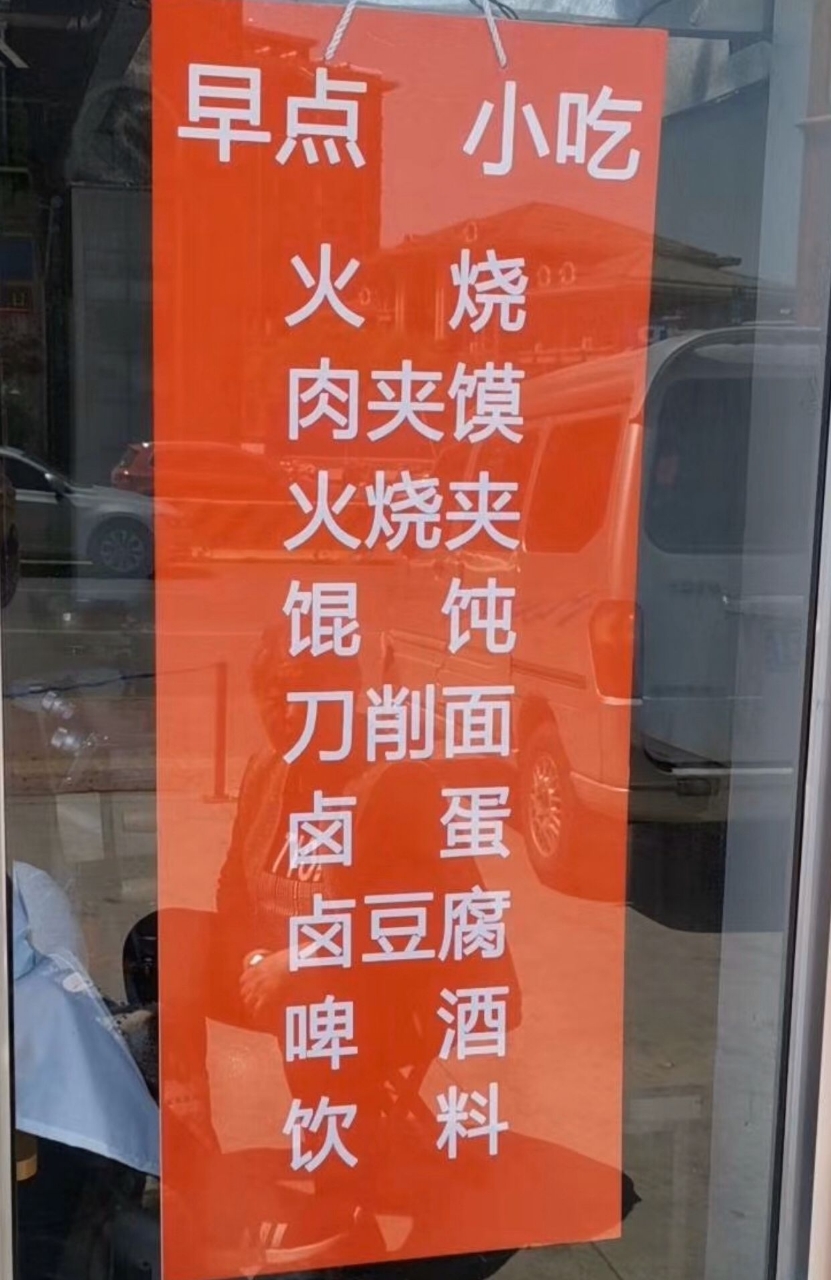 早点 小吃
火烧
肉夹馍
火烧夹
馄饨
刀削面
卤蛋
卤豆腐
啤酒
饮料